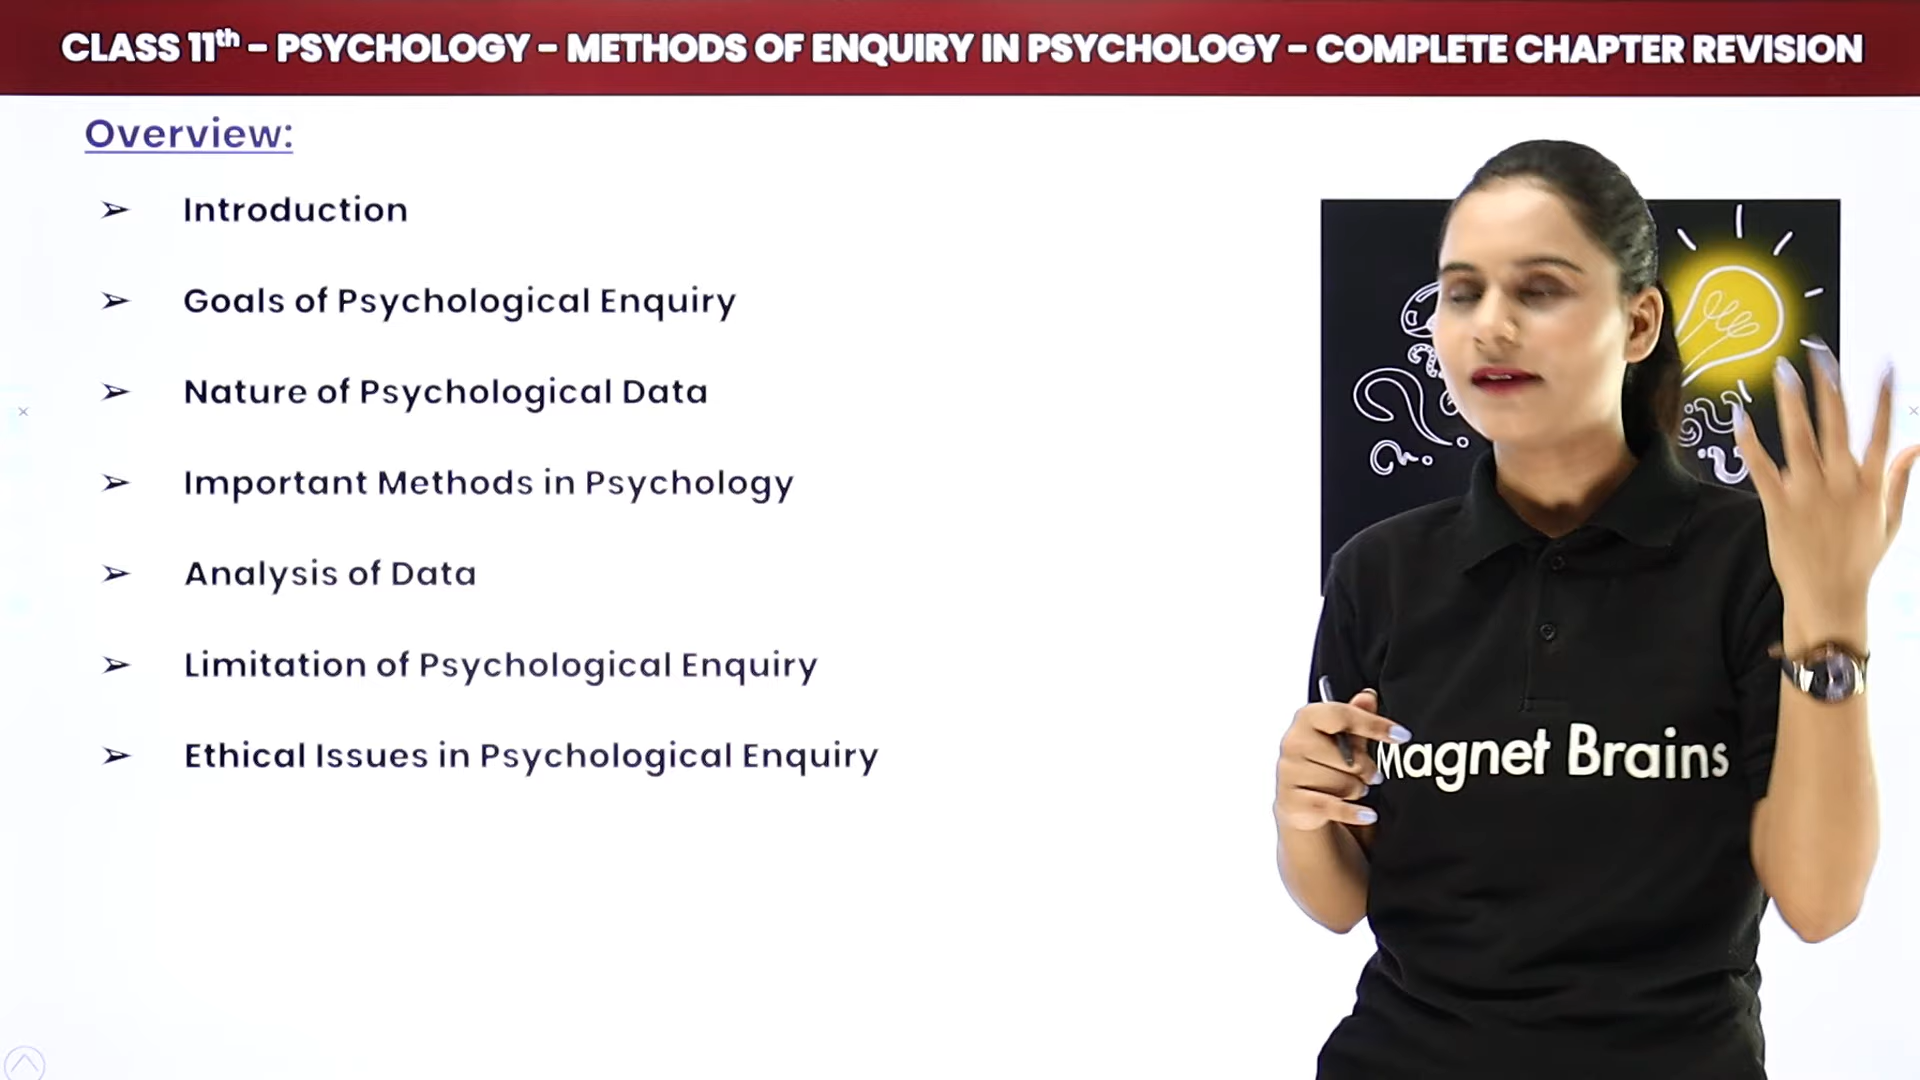 CLASS 11th – PSYCHOLOGY – METHODS OF ENQUIRY IN PSYCHOLOGY – COMPLETE CHAPTER REVISION
Overview:
➢ Introduction
➢ Goals of Psychological Enquiry
➢ Nature of Psychological Data
➢ Important Methods in Psychology
➢ Analysis of Data
➢ Limitation of Psychological Enquiry
➢ Ethical Issues in Psychological Enquiry
Magnet Brains